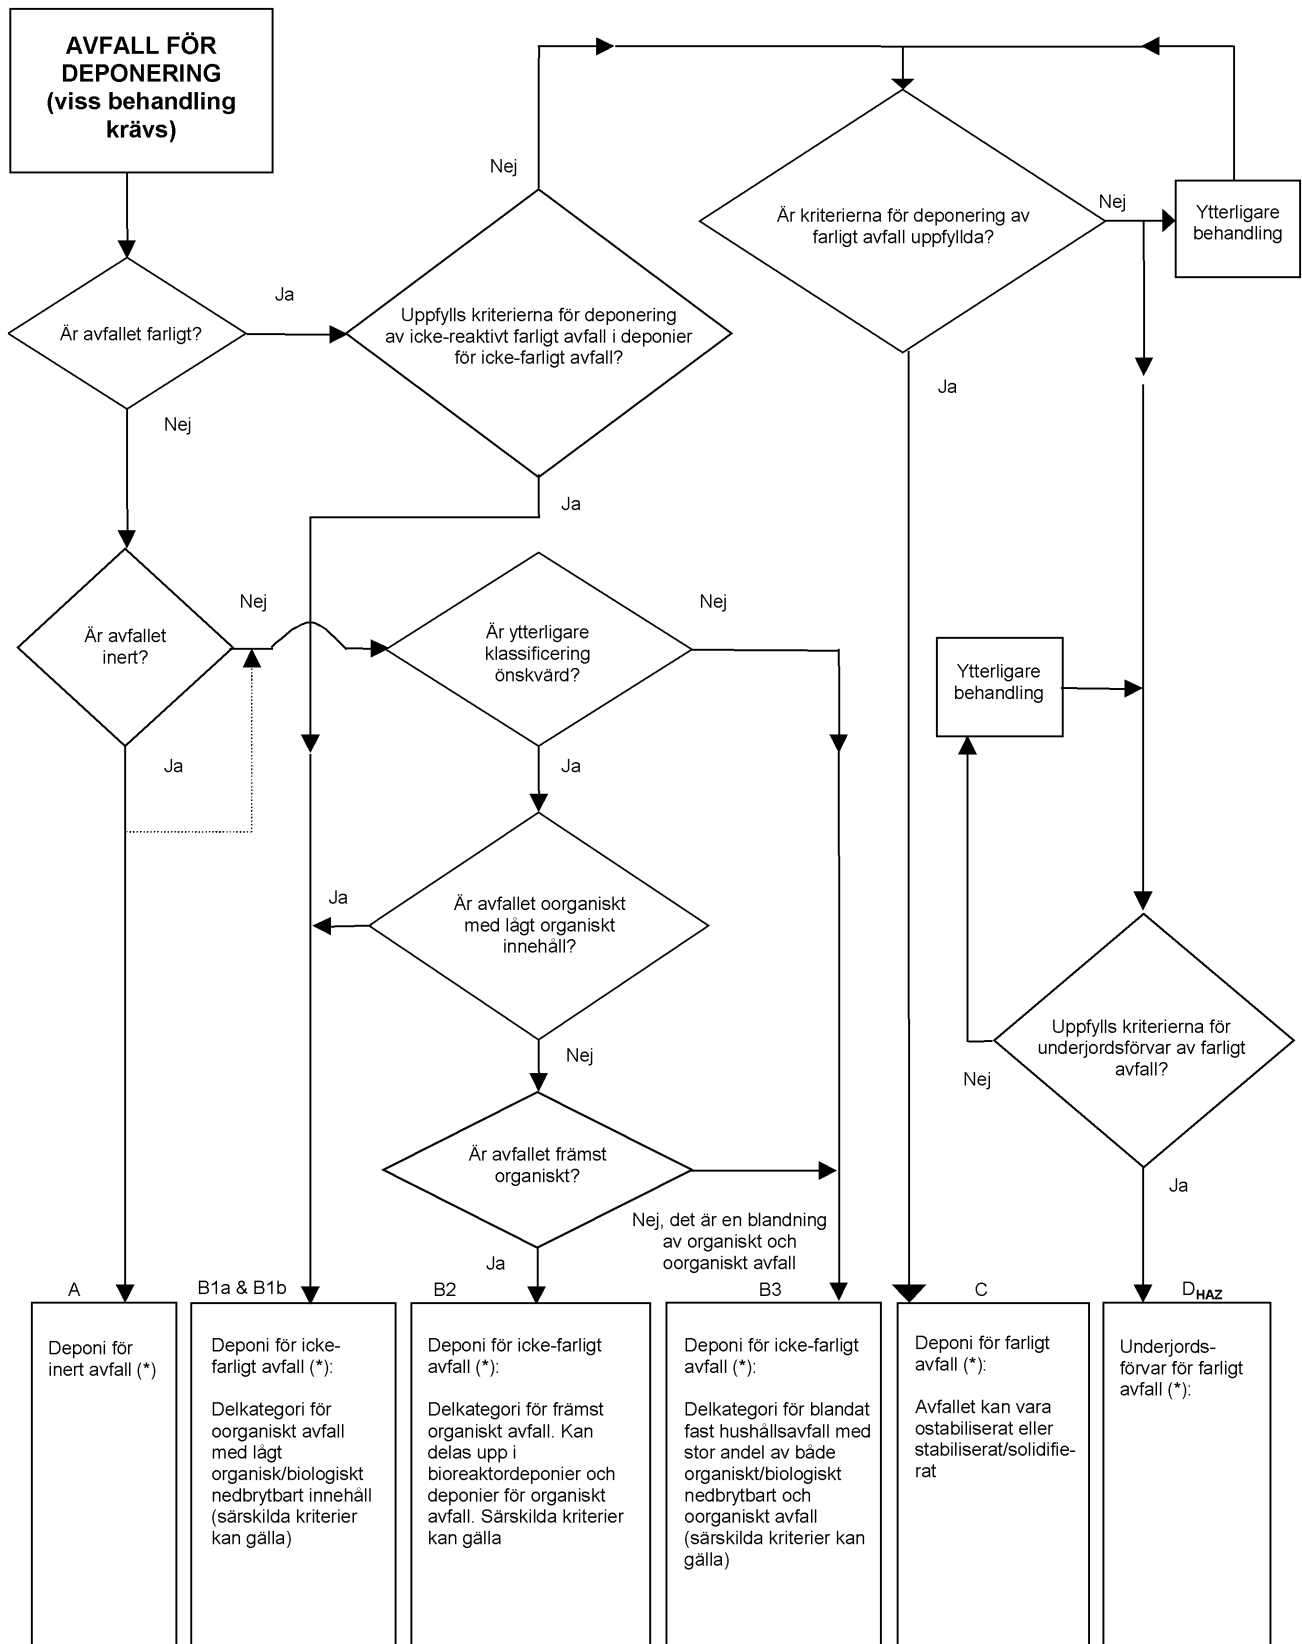 AVFALL FÖR
DEPONERING
(viss behandling
krävs)
Nej
Är kriterierna för deponering av
farligt avfall uppfyllda?
Nej
Ytterligare
behandling
Ja
Är avfallet farligt?
Uppfylls kriterierna för deponering
av icke-reaktivt farligt avfall i deponier
för icke-farligt avfall?
Ja
Nej
Ja
Är avfallet
inert?
Nej
Är ytterligare
klassificering
önskvärd?
Nej
Ytterligare
behandling
Ja
Ja
Ja
Är avfallet oorganiskt
med lågt organiskt
innehåll?
Nej
Uppfylls kriterierna för
underjordsförvar av farligt
avfall?
Nej
Är avfallet främst
organiskt?
Ja
Nej, det är en blandning
av organiskt och
oorganiskt avfall
Ja
A
B1a & B1b
B2
B3
C
DHAZ
Deponi för
inert avfall (*)
Deponi för icke-
farligt avfall (*):
Delkategori för
oorganiskt avfall
med lågt
organisk/biologiskt
nedbrytbart innehåll
(särskilda kriterier
kan gälla)
Deponi för icke-farligt
avfall (*):
Delkategori för främst
organiskt avfall. Kan
delas upp i
bioreaktordeponier och
deponier för organiskt
avfall. Särskilda kriterier
kan gälla
Deponi för icke-farligt
avfall (*):
Delkategori för blandat
fast hushållsavfall med
stor andel av både
organiskt/biologiskt
nedbrytbart och
oorganiskt avfall
(särskilda kriterier kan
gälla)
Deponi för farligt
avfall (*):
Avfallet kan vara
ostabiliserat eller
stabiliserat/solidifie-
rat
Underjords-
förvar för farligt
avfall (*):